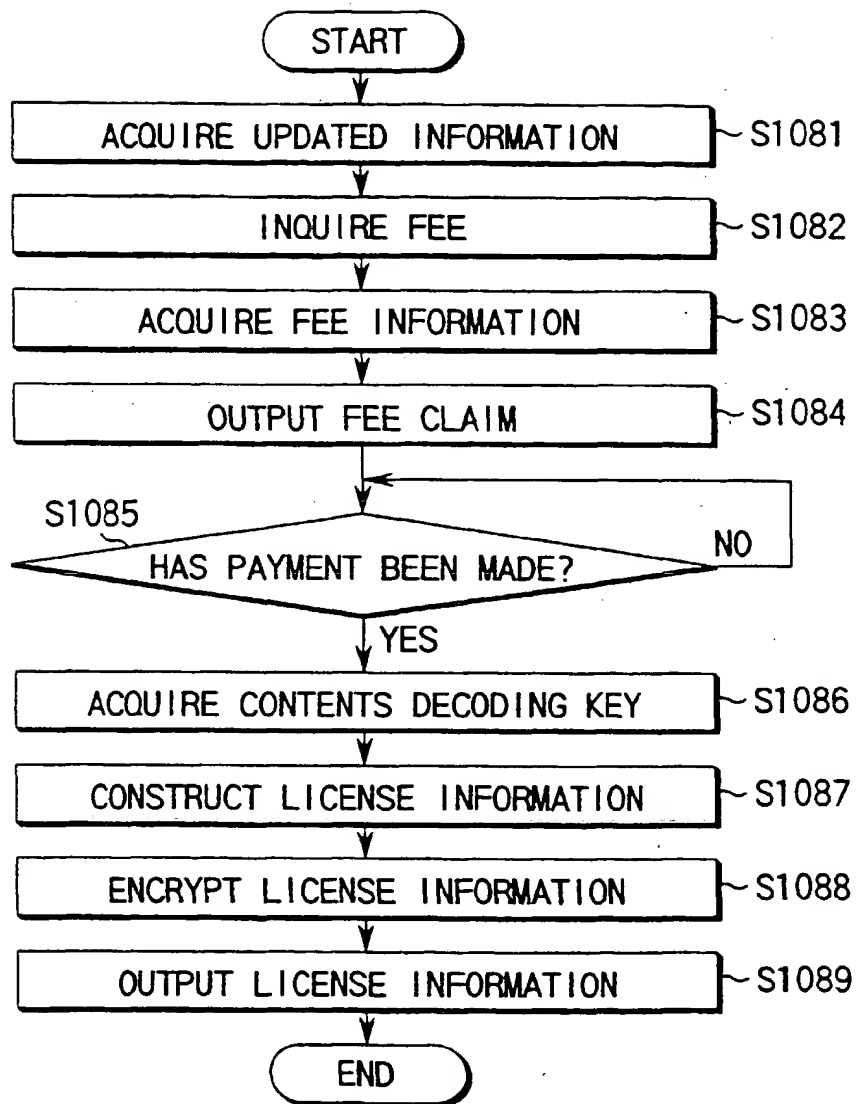 START
ACQUIRE UPDATED INFORMATION S1081
INQUIRE FEE S1082
ACQUIRE FEE INFORMATION S1083
OUTPUT FEE CLAIM S1084
S1085
HAS PAYMENT BEEN MADE? NO
YES
ACQUIRE CONTENTS DECODING KEY S1086
CONSTRUCT LICENSE INFORMATION S1087
ENCRYPT LICENSE INFORMATION S1088
OUTPUT LICENSE INFORMATION S1089
END